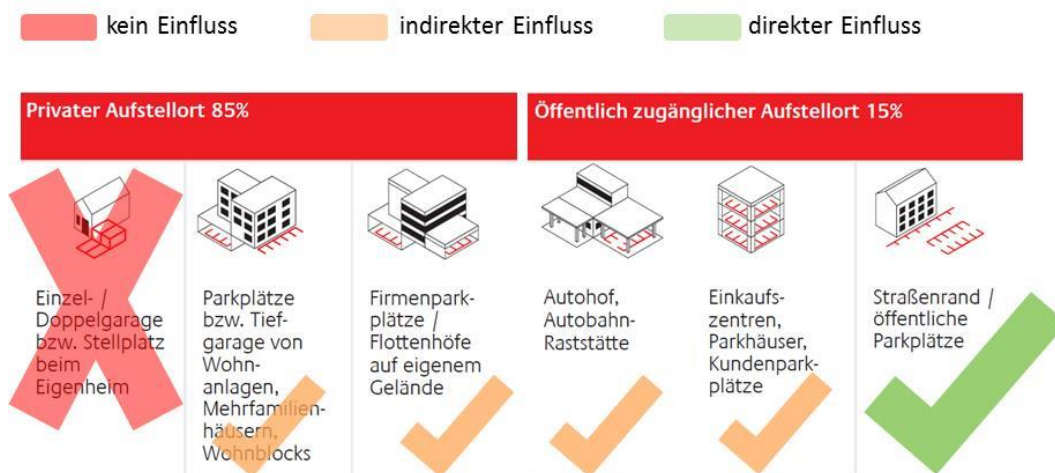 kein Einfluss
indirekter Einfluss
direkter Einfluss
Privater Aufstellort 85%
Öffentlich zugänglicher Aufstellort 15%
Einzel- /
Doppelgarage
bzw. Stellplatz
beim
Eigenheim
Parkplätze
bzw. Tief-
garage von
Wohn-
anlagen,
Mehrfamilien-
häusern,
Wohnblocks
Firmenpark-
plätze /
Flottenhöfe
auf eigenem
Gelände
Autohof,
Autobahn-
Raststätte
Einkaufs-
zentren,
Parkhäuser,
Kundenpark-
plätze
Straßenrand /
öffentliche
Parkplätze